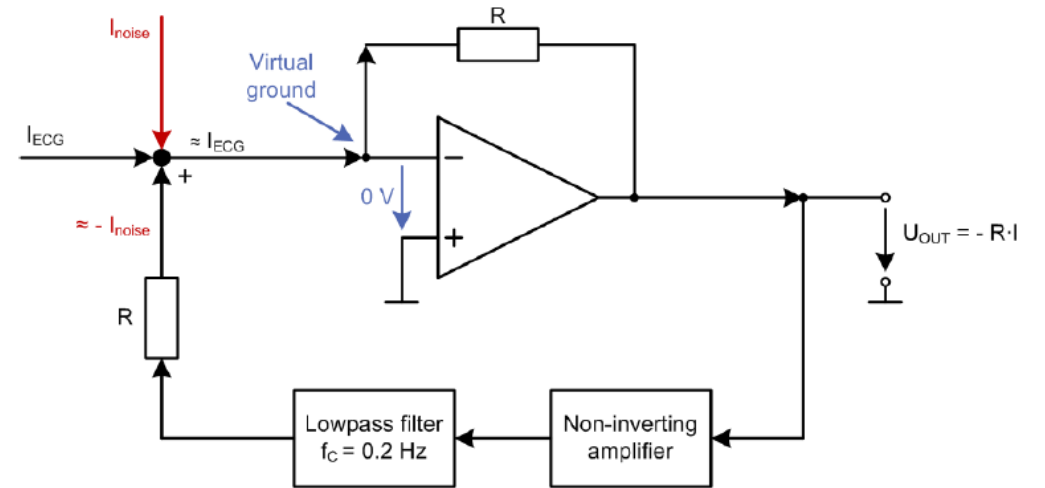 I_noise
R
Virtual
ground
I_ECG
≈ I_ECG
+
−
0 V
≈ - I_noise
+
U_OUT = - R·I
R
Lowpass filter
f_C = 0.2 Hz
Non-inverting
amplifier